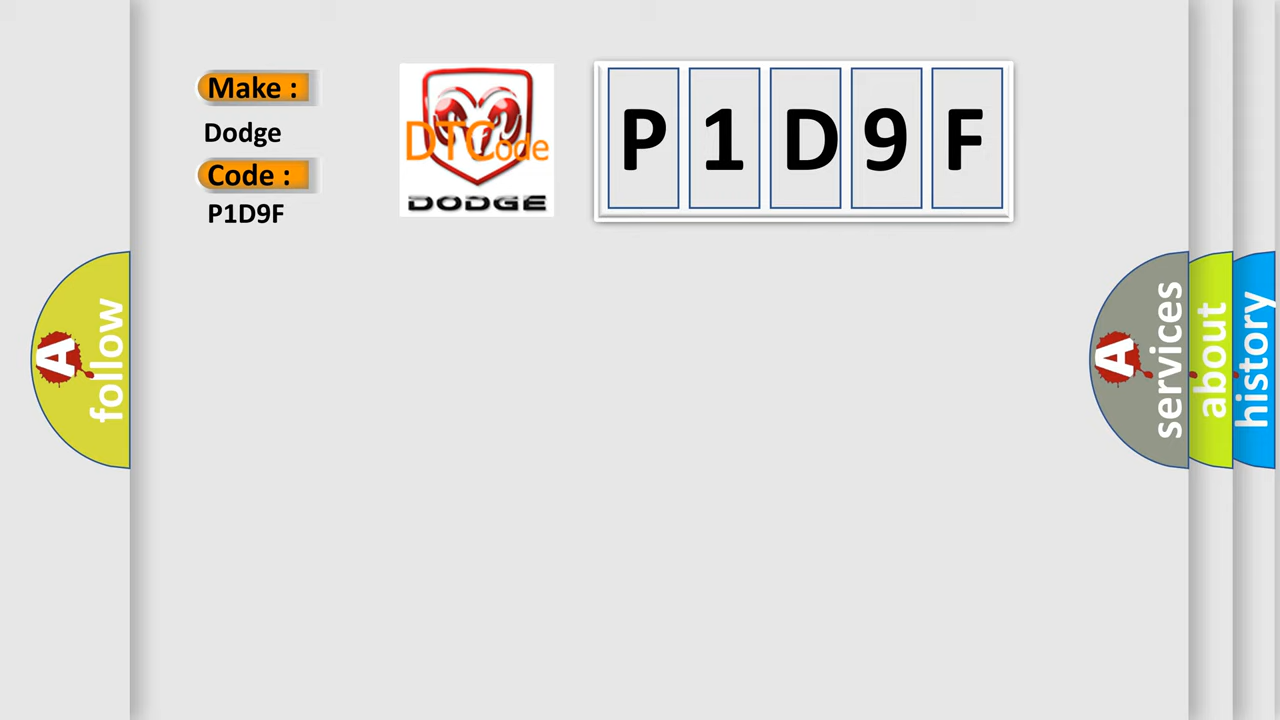 Make :
Dodge
Code :
P1D9F
DTCode
DODGE
P 1 D 9 F
A follow
A services
about
history